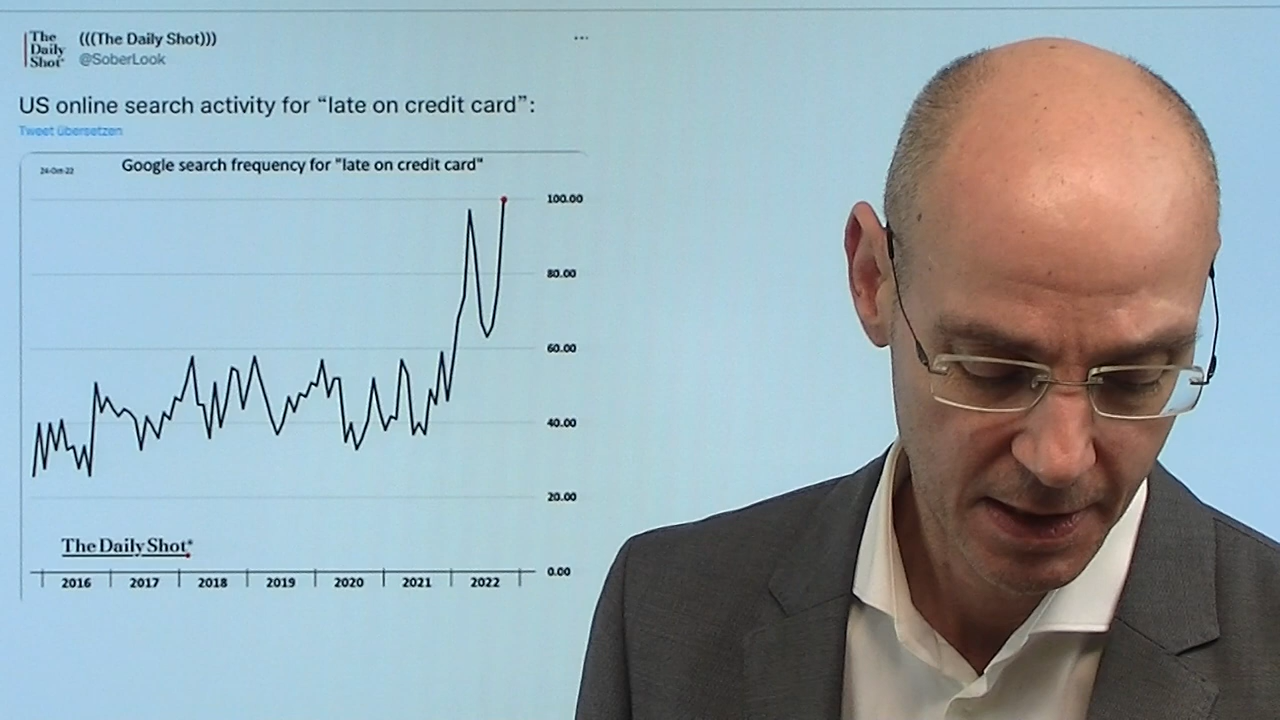 The
Daily
Shot
(((The Daily Shot)))
@SoberLook
...
US online search activity for “late on credit card”:
Tweet übersetzen
24-Oct-22
Google search frequency for "late on credit card"
100.00
80.00
60.00
40.00
20.00
0.00
The Daily Shot
2016 2017 2018 2019 2020 2021 2022